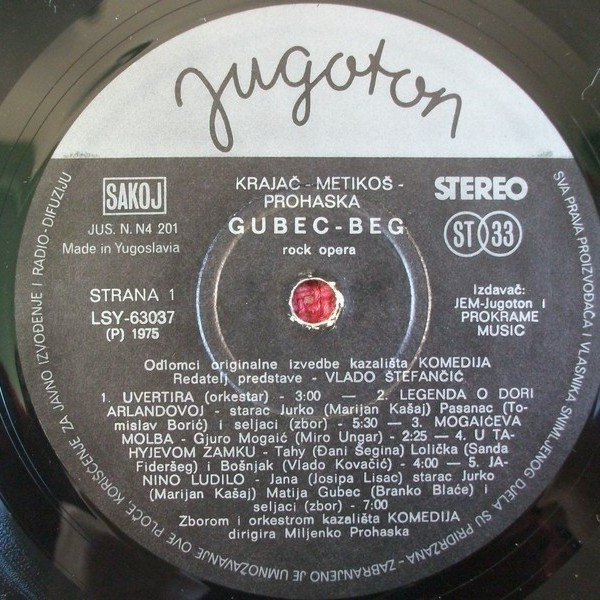 Jugoton
SAKOJ
JUS. N. N4 201
Made in Yugoslavia
KRAJAČ - METIKOŠ -
PROHASKA
GUBEC-BEG
rock opera
STEREO
ST 33
STRANA 1
LSY-63037
(P) 1975
Izdavač:
JEM-Jugoton i
PROKRAME
MUSIC
Odlomci originalne izvedbe kazališta KOMEDIJA
Redatelj predstave - VLADO ŠTEFANČIĆ
1. UVERTIRA (orkestar) - 3:00 — 2. LEGENDA O DORI
ARLANDOVOJ - starac Jurko (Marijan Kašaj) Pasanac (To-
mislav Borić) i seljaci (zbor) - 5:30 — 3. MOGAIĆEVA
MOLBA - Gjuro Mogaić (Miro Ungar) - 2:25 — 4. U TA-
HYJEVOM ZAMKU - Tahy (Đani Šegina) Lolička (Sanda
Fideršeg) i Bošnjak (Vlado Kovačić) - 4:00 — 5. JA-
NINO LUDILO - Jana (Josipa Lisac) starac Jurko
(Marijan Kašaj) Matija Gubec (Branko Blaće) i
seljaci (zbor) - 7:00
Zborom i orkestrom kazališta KOMEDIJA
dirigira Miljenko Prohaska
SVA PRAVA PROIZVOĐAČA I VLASNIKA SNIMLJENOG DJELA SU PRIDRŽANA - ZABRANJENO JE UMNOŽAVANJE OVE PLOČE, KORIŠĆENJE ZA JAVNO IZVOĐENJE I RADIO-DIFUZIJU